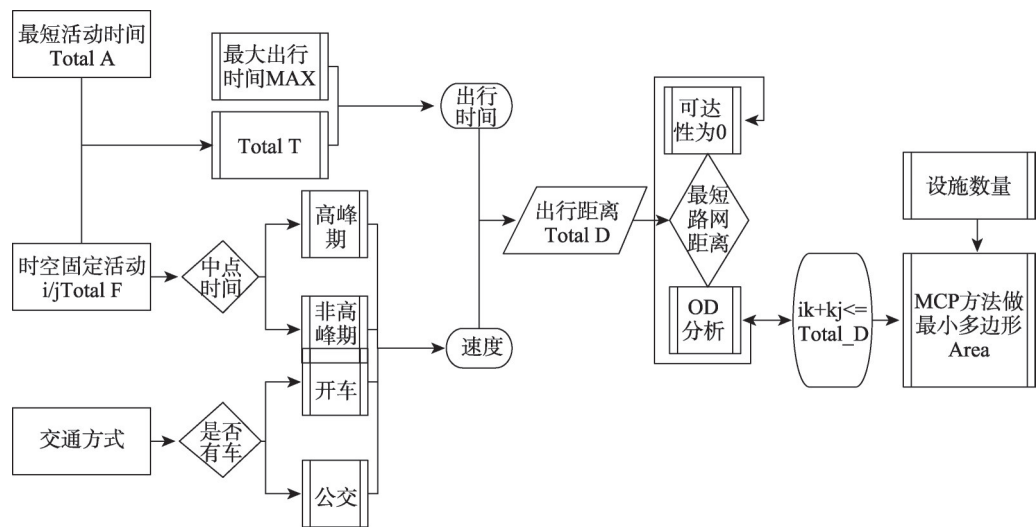 最短活动时间
Total A
最大出行
时间MAX
Total T
时空固定活动
i/jTotal F
中点
时间
高峰
期
非高
峰期
交通方式
是否
有车
开车
公交
出行
时间
速度
出行距离
Total D
可达
性为0
最短
路网
距离
OD
分析
ik+kj<=
Total_D
设施数量
MCP方法做
最小多边形
Area